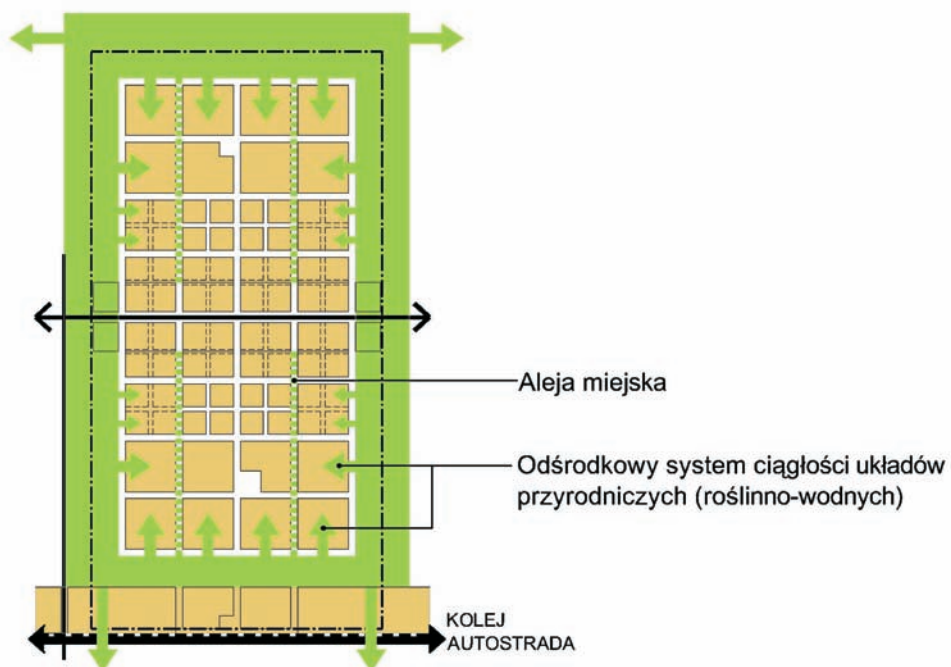 Aleja miejska
Odśrodkowy system ciągłości układów
przyrodniczych (roślinno-wodnych)
KOLEJ
AUTOSTRADA